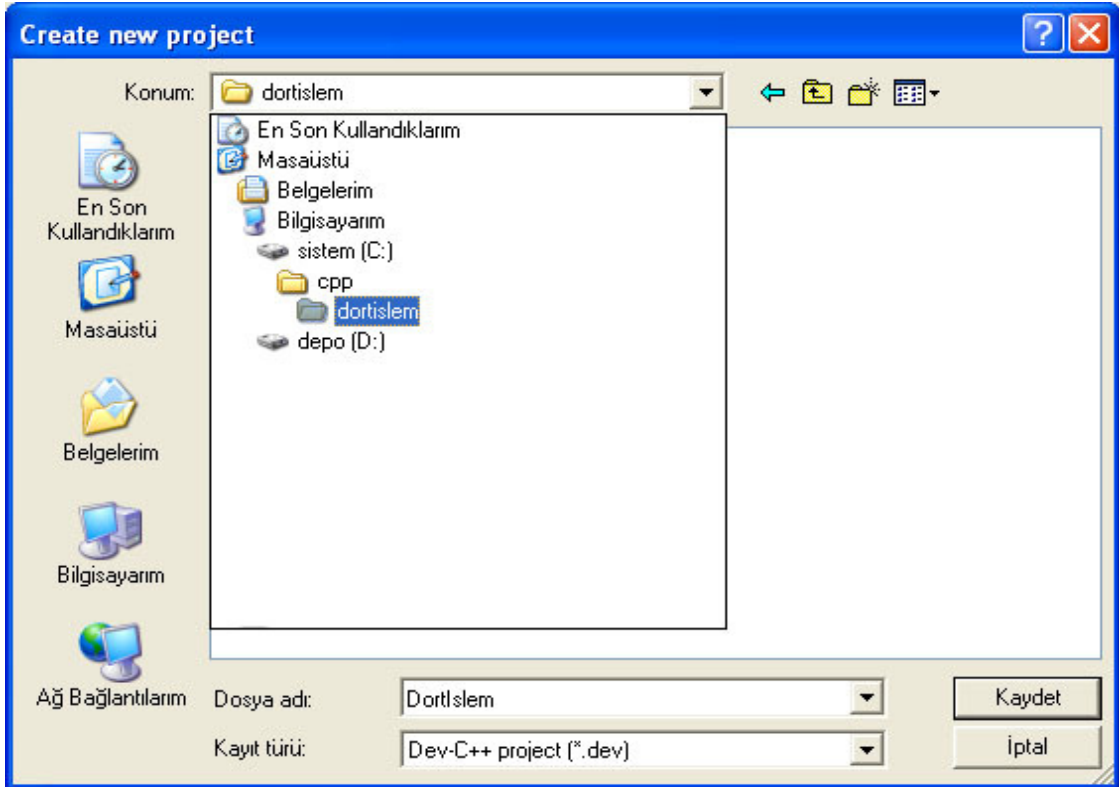 Create new project
Konum:
dortislem
En Son Kullandıklarım
Masaüstü
Belgelerim
Bilgisayarım
sistem (C:)
cpp
dortislem
depo (D:)
En Son
Kullandıklarım
Masaüstü
Belgelerim
Bilgisayarım
Ağ Bağlantılarım
Dosya adı:
DortIslem
Kaydet
Kayıt türü:
Dev-C++ project (*.dev)
İptal